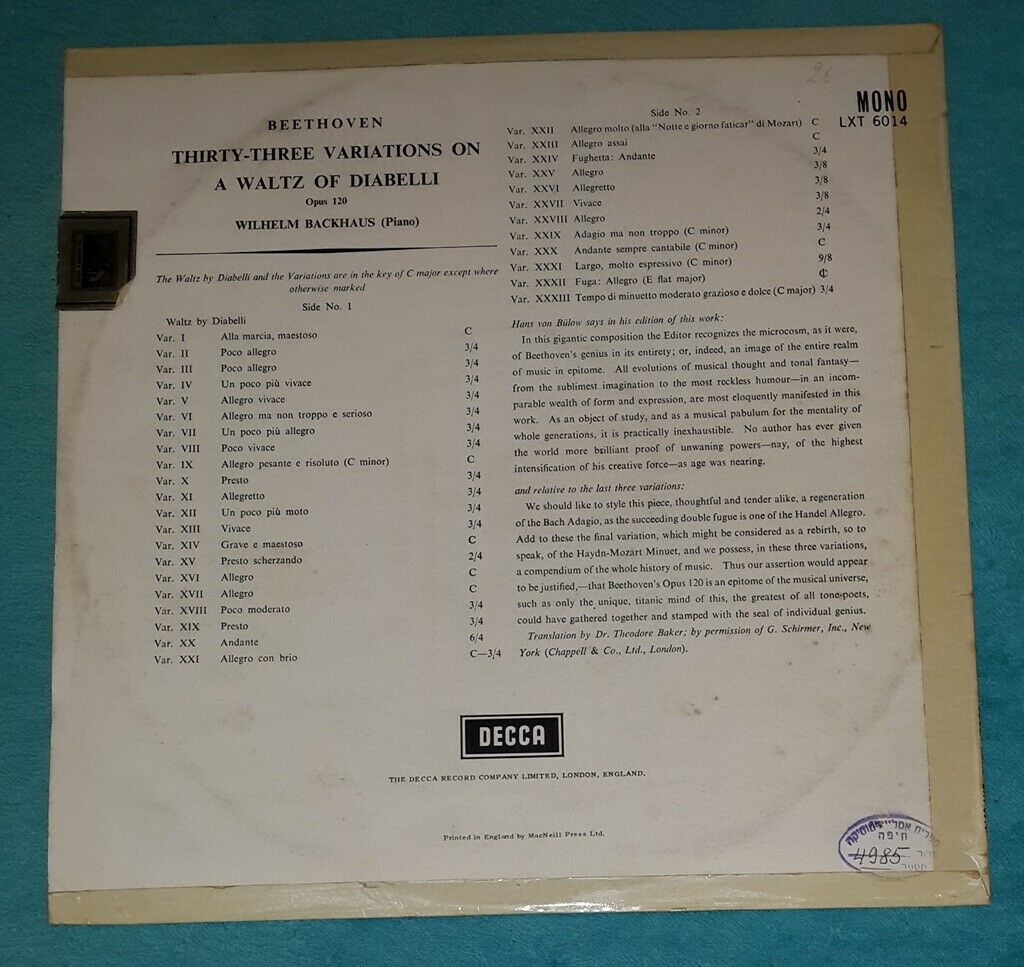 BEETHOVEN
THIRTY-THREE VARIATIONS ON
A WALTZ OF DIABELLI
Opus 120
WILHELM BACKHAUS (Piano)
The Waltz by Diabelli and the Variations are in the key of C major except where
otherwise marked
Side No. 1
Waltz by Diabelli
Var. I Alla marcia, maestoso C
Var. II Poco allegro 3/4
Var. III Poco allegro 3/4
Var. IV Un poco più vivace 3/4
Var. V Allegro vivace 3/4
Var. VI Allegro ma non troppo e serioso 3/4
Var. VII Un poco più allegro 3/4
Var. VIII Poco vivace 3/4
Var. IX Allegro pesante e risoluto (C minor) C
Var. X Presto 3/4
Var. XI Allegretto 3/4
Var. XII Un poco più moto 3/4
Var. XIII Vivace 3/4
Var. XIV Grave e maestoso C
Var. XV Presto scherzando 2/4
Var. XVI Allegro C
Var. XVII Allegro C
Var. XVIII Poco moderato 3/4
Var. XIX Presto 3/4
Var. XX Andante 6/4
Var. XXI Allegro con brio C—3/4
26
MONO
LXT 6014
Side No. 2
Var. XXII Allegro molto (alla "Notte e giorno faticar" di Mozart) C
Var. XXIII Allegro assai C
Var. XXIV Fughetta: Andante 3/4
Var. XXV Allegro 3/8
Var. XXVI Allegretto 3/8
Var. XXVII Vivace 3/8
Var. XXVIII Allegro 2/4
Var. XXIX Adagio ma non troppo (C minor) 3/4
Var. XXX Andante sempre cantabile (C minor) C
Var. XXXI Largo, molto espressivo (C minor) 9/8
Var. XXXII Fuga: Allegro (E flat major) ₵
Var. XXXIII Tempo di minuetto moderato grazioso e dolce (C major) 3/4
Hans von Bülow says in his edition of this work:
In this gigantic composition the Editor recognizes the microcosm, as it were,
of Beethoven's genius in its entirety; or, indeed, an image of the entire realm
of music in epitome. All evolutions of musical thought and tonal fantasy—
from the sublimest imagination to the most reckless humour—in an incom-
parable wealth of form and expression, are most eloquently manifested in this
work. As an object of study, and as a musical pabulum for the mentality of
whole generations, it is practically inexhaustible. No author has ever given
the world more brilliant proof of unwaning powers—nay, of the highest
intensification of his creative force—as age was nearing.
and relative to the last three variations:
We should like to style this piece, thoughtful and tender alike, a regeneration
of the Bach Adagio, as the succeeding double fugue is one of the Handel Allegro.
Add to these the final variation, which might be considered as a rebirth, so to
speak, of the Haydn-Mozart Minuet, and we possess, in these three variations,
a compendium of the whole history of music. Thus our assertion would appear
to be justified,—that Beethoven's Opus 120 is an epitome of the musical universe,
such as only the unique, titanic mind of this, the greatest of all tone-poets,
could have gathered together and stamped with the seal of individual genius.
Translation by Dr. Theodore Baker; by permission of G. Schirmer, Inc., New
York (Chappell & Co., Ltd., London).
DECCA
THE DECCA RECORD COMPANY LIMITED, LONDON, ENGLAND.
Printed in England by MacNeill Press Ltd.
חיפה
4985